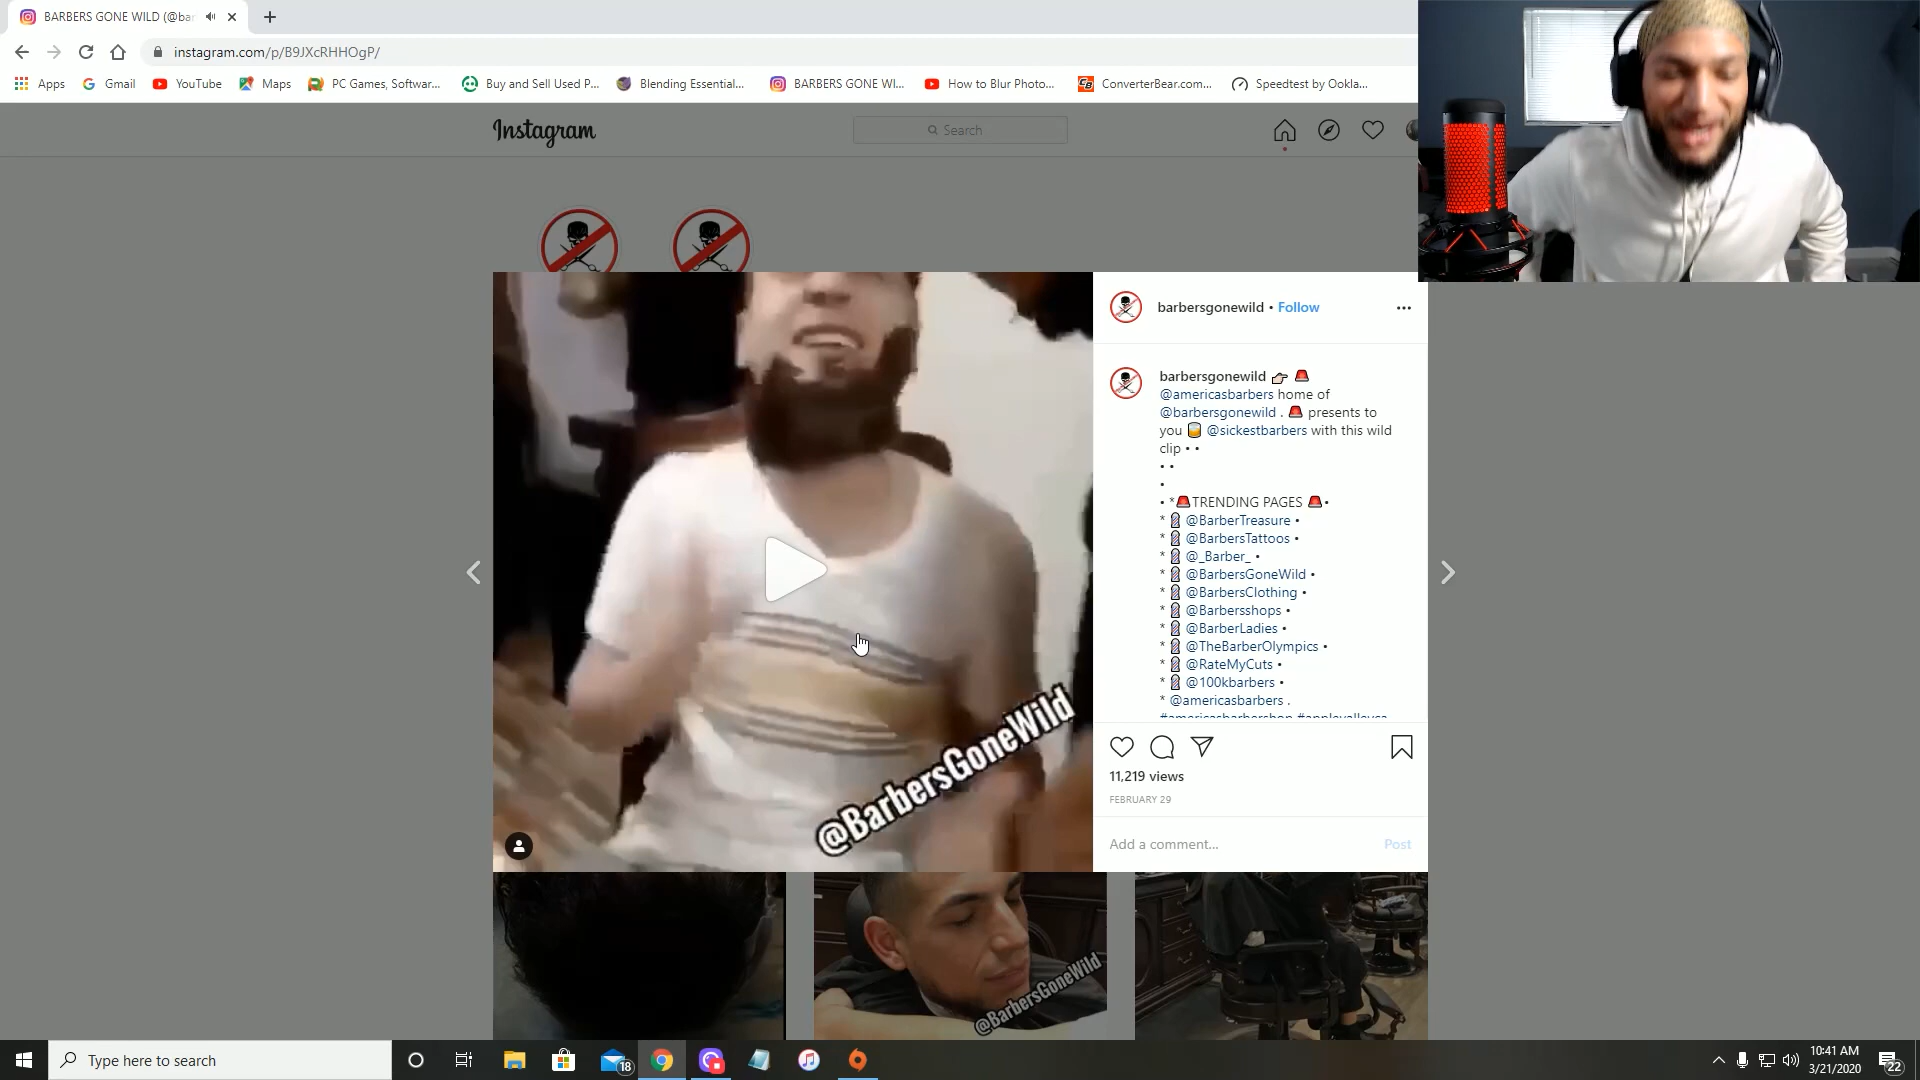 BARBERS GONE WILD (@bar
instagram.com/p/B9JXcRHHOgP/
Apps
Gmail
YouTube
Maps
PC Games, Softwar...
Buy and Sell Used P...
Blending Essential...
BARBERS GONE WI...
How to Blur Photo...
ConverterBear.com...
Speedtest by Ookla...
Instagram
Search
barbersgonewild • Follow
barbersgonewild
@americasbarbers home of
@barbersgonewild . presents to
you @sickestbarbers with this wild
clip • •
• •
•
• * TRENDING PAGES •
* @BarberTreasure •
* @BarbersTattoos •
* @_Barber_ •
* @BarbersGoneWild •
* @BarbersClothing •
* @Barbersshops •
* @BarberLadies •
* @TheBarberOlympics •
* @RateMyCuts •
* @100kbarbers •
* @americasbarbers .
#americasbarbershop #applevalleyca
11,219 views
FEBRUARY 29
Add a comment...
Post
@BarbersGoneWild
@BarbersGoneWild
Type here to search
18
10:41 AM
3/21/2020
22